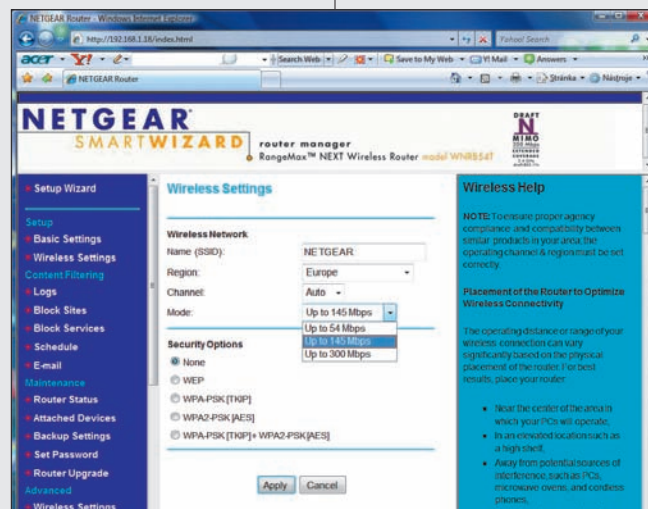 NETGEAR Router - Windows Internet Explorer
http://192.168.1.18/index.html
Yahoo! Search
acer
Y!
Search Web
Save to My Web
Y! Mail
Answers
NETGEAR Router
Stránka
Nástroje
NETGEAR
SMARTWIZARD
router manager
RangeMax™ NEXT Wireless Router model WNR854T
DRAFT
N
MIMO
300 Mbps
EXTENDED
COVERAGE
Setup Wizard
Setup
Basic Settings
Wireless Settings
Content Filtering
Logs
Block Sites
Block Services
Schedule
E-mail
Maintenance
Router Status
Attached Devices
Backup Settings
Set Password
Router Upgrade
Advanced
Wireless Settings
Wireless Settings
Wireless Network
Name (SSID): NETGEAR
Region: Europe
Channel: Auto
Mode: Up to 145 Mbps
Up to 54 Mbps
Up to 145 Mbps
Up to 300 Mbps
Security Options
None
WEP
WPA-PSK [TKIP]
WPA2-PSK [AES]
WPA-PSK [TKIP] + WPA2-PSK [AES]
Apply Cancel
Wireless Help
NOTE: To ensure proper agency
compliance and compatibility between
similar products in your area; the
operating channel & region must be set
correctly.
Placement of the Router to Optimize
Wireless Connectivity
The operating distance or range of your
wireless connection can vary
significantly based on the physical
placement of the router. For best
results, place your router:
Near the center of the area in
which your PCs will operate,
In an elevated location such as
a high shelf,
Away from potential sources of
interference, such as PCs,
microwave ovens, and cordless
phones,